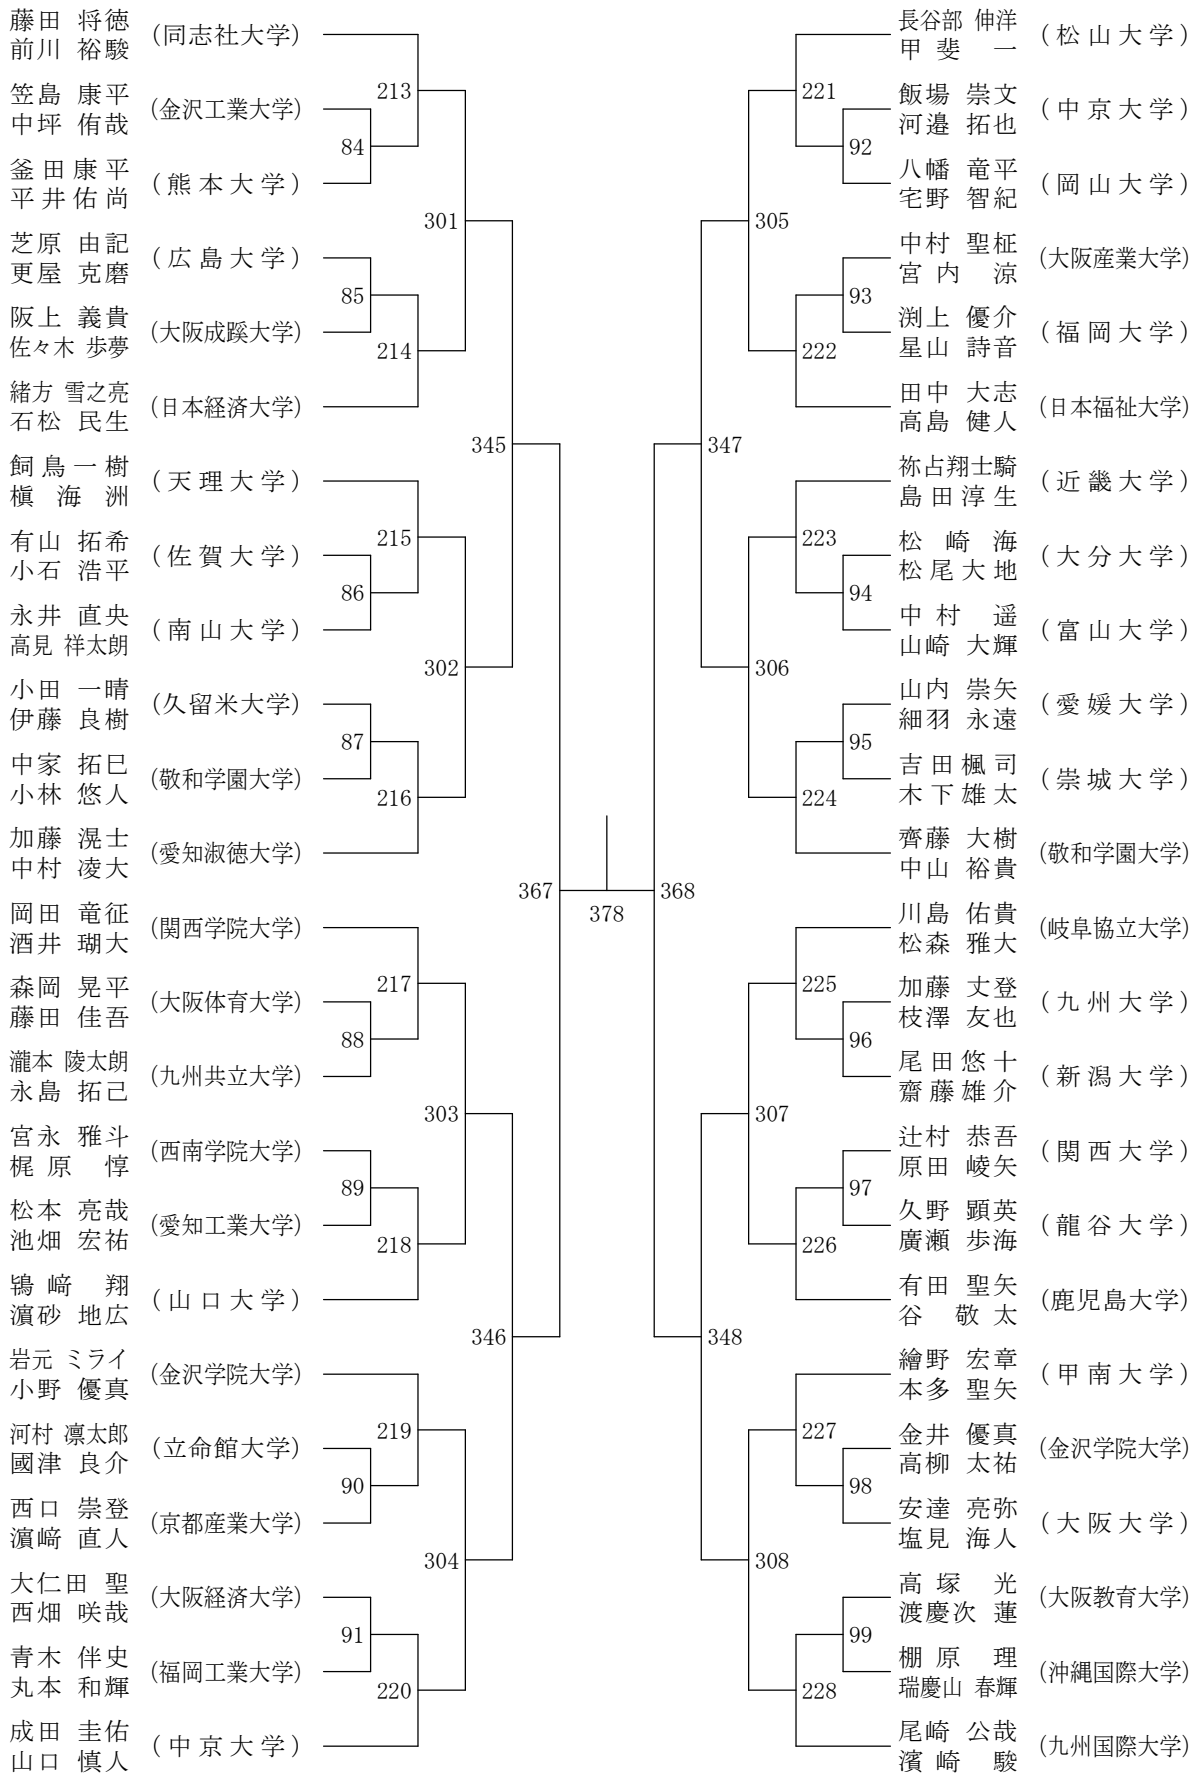 藤田 将徳
前川 裕駿
(同志社大学)
213
笠島 康平
中坪 侑哉
(金沢工業大学)
84
釜田康平
平井佑尚
(熊本大学)
301
芝原 由記
更屋 克磨
(広島大学)
85
阪上 義貴
佐々木 歩夢
(大阪成蹊大学)
214
緒方 雪之亮
石松 民生
(日本経済大学)
345
飼鳥一樹
槇 海 洲
(天理大学)
215
有山 拓希
小石 浩平
(佐賀大学)
86
永井 直央
高見 祥太朗
(南山大学)
302
小田 一晴
伊藤 良樹
(久留米大学)
87
中家 拓巳
小林 悠人
(敬和学園大学)
216
加藤 滉士
中村 凌大
(愛知淑徳大学)
367
岡田 竜征
酒井 瑚大
(関西学院大学)
217
森岡 晃平
藤田 佳吾
(大阪体育大学)
88
瀧本 陵太朗
永島 拓己
(九州共立大学)
303
宮永 雅斗
梶原 惇
(西南学院大学)
89
松本 亮哉
池畑 宏祐
(愛知工業大学)
218
鴇﨑 翔
濵砂 地広
(山口大学)
346
岩元 ミライ
小野 優真
(金沢学院大学)
219
河村 凛太郎
國津 良介
(立命館大学)
90
西口 崇登
濵﨑 直人
(京都産業大学)
304
大仁田 聖
西畑 咲哉
(大阪経済大学)
91
青木 伴史
丸本 和輝
(福岡工業大学)
220
成田 圭佑
山口 慎人
(中京大学)
378
長谷部 伸洋
甲斐 一
(松山大学)
221
飯場 崇文
河邉 拓也
(中京大学)
92
八幡 竜平
宅野 智紀
(岡山大学)
305
中村 聖柾
宮内 涼
(大阪産業大学)
93
渕上 優介
星山 詩音
(福岡大学)
222
田中 大志
高島 健人
(日本福祉大学)
347
祢占翔士騎
島田淳生
(近畿大学)
223
松崎 海
松尾大地
(大分大学)
94
中村 遥
山崎 大輝
(富山大学)
306
山内 崇矢
細羽 永遠
(愛媛大学)
95
吉田楓司
木下雄太
(崇城大学)
224
齊藤 大樹
中山 裕貴
(敬和学園大学)
368
川島 佑貴
松森 雅大
(岐阜協立大学)
225
加藤 丈登
枝澤 友也
(九州大学)
96
尾田悠十
齋藤雄介
(新潟大学)
307
辻村 恭吾
原田 崚矢
(関西大学)
97
久野 顕英
廣瀬 歩海
(龍谷大学)
226
有田 聖矢
谷 敬太
(鹿児島大学)
348
繪野 宏章
本多 聖矢
(甲南大学)
227
金井 優真
高柳 太祐
(金沢学院大学)
98
安達 亮弥
塩見 海人
(大阪大学)
308
高塚 光
渡慶次 蓮
(大阪教育大学)
99
棚原 理
瑞慶山 春輝
(沖縄国際大学)
228
尾崎 公哉
濱崎 駿
(九州国際大学)